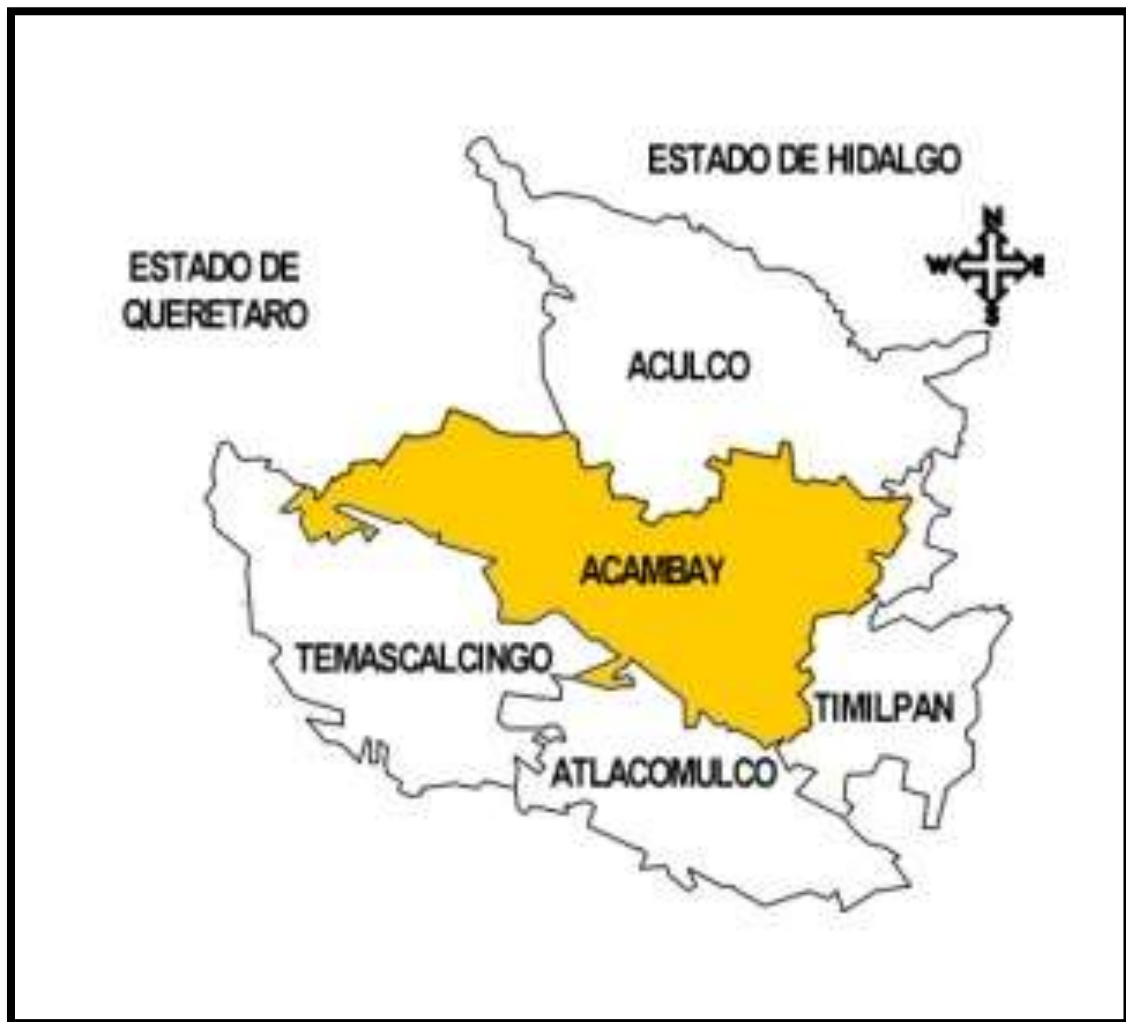 ESTADO DE HIDALGO
N
W E
S
ESTADO DE
QUERETARO
ACULCO
ACAMBAY
TEMASCALCINGO
TIMILPAN
ATLACOMULCO